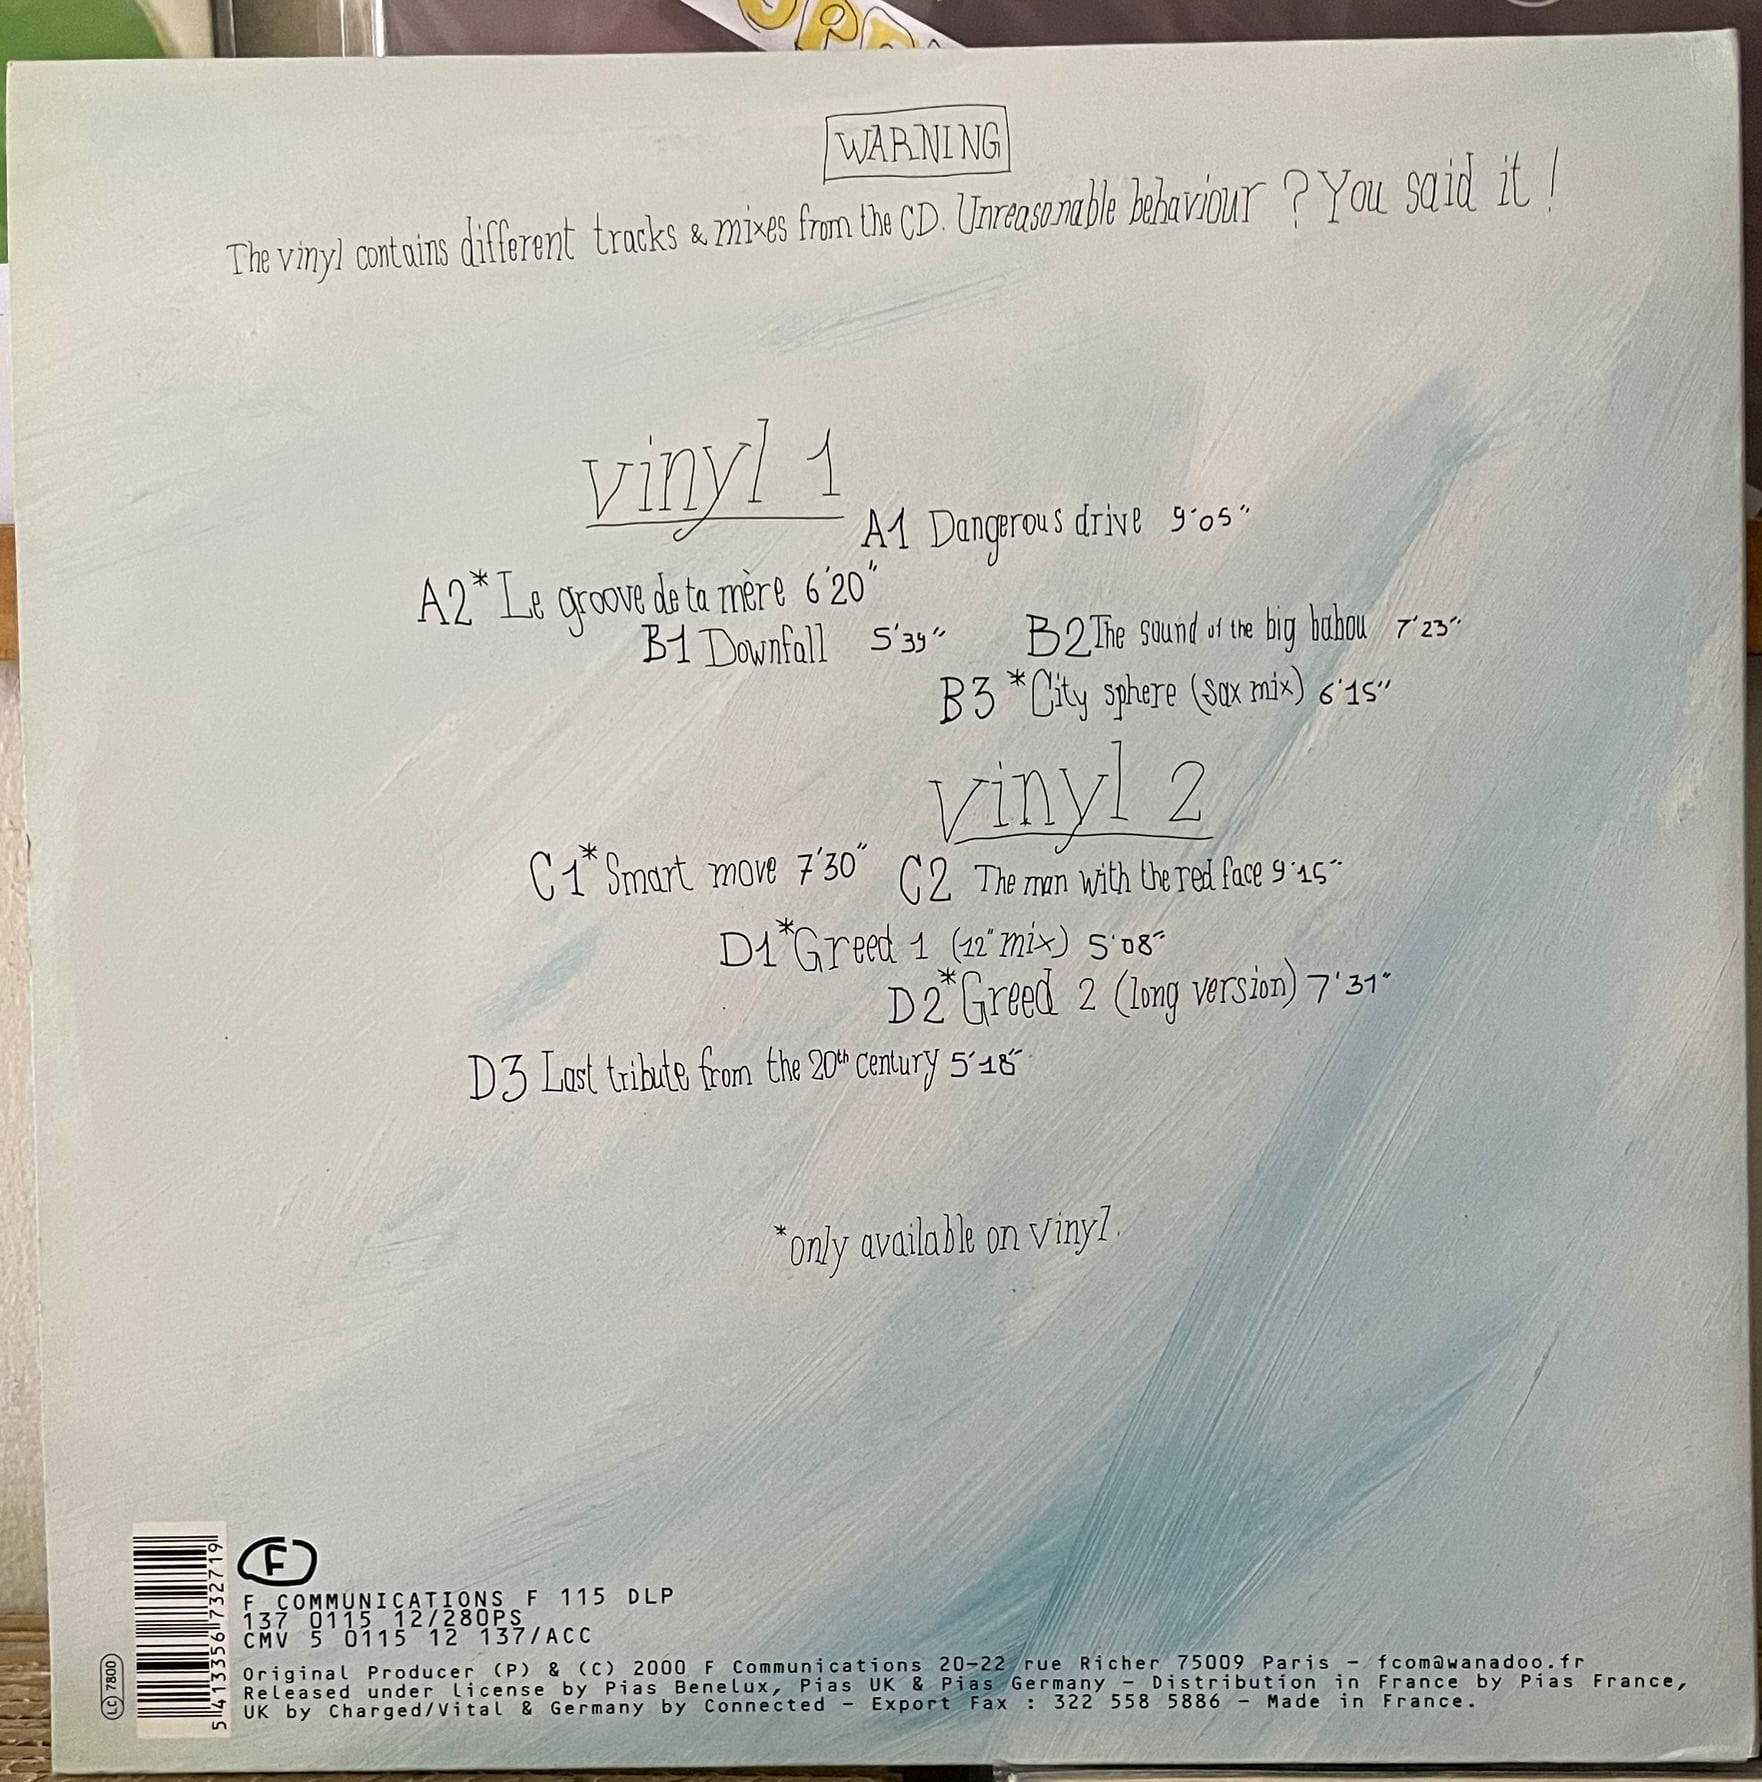 WARNING
The vinyl contains different tracks & mixes from the CD. Unreasonable behaviour ? You said it !
vinyl 1
A1 Dangerous drive 9'05"
A2* Le groove de ta mère 6'20"
B1 Downfall 5'39" B2 The sound of the big babou 7'23"
B3 *City sphere (sax mix) 6'15"
vinyl 2
C1* Smart move 7'30" C2 The man with the red face 9'15"
D1*Greed 1 (12" mix) 5'08"
D2*Greed 2 (long version) 7'31"
D3 Last tribute from the 20th century 5'18"
*only available on vinyl.
F
F COMMUNICATIONS F 115 DLP
137 0115 12/280PS
CMV 5 0115 12 137/ACC
Original Producer (P) & (C) 2000 F Communications 20-22 rue Richer 75009 Paris - fcom@wanadoo.fr
Released under license by Pias Benelux, Pias UK & Pias Germany - Distribution in France by Pias France,
UK by Charged/Vital & Germany by Connected - Export Fax : 322 558 5886 - Made in France.
LC 7800
5 413356 732719